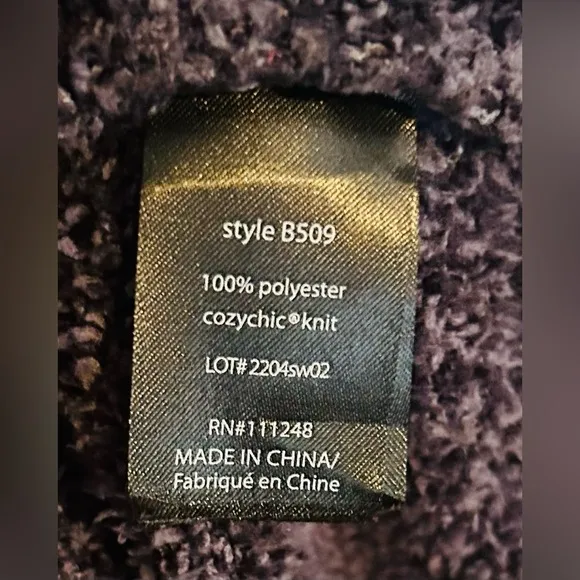 style B509
100% polyester
cozychic®knit
LOT# 2204sw02
RN#111248
MADE IN CHINA/
Fabriqué en Chine